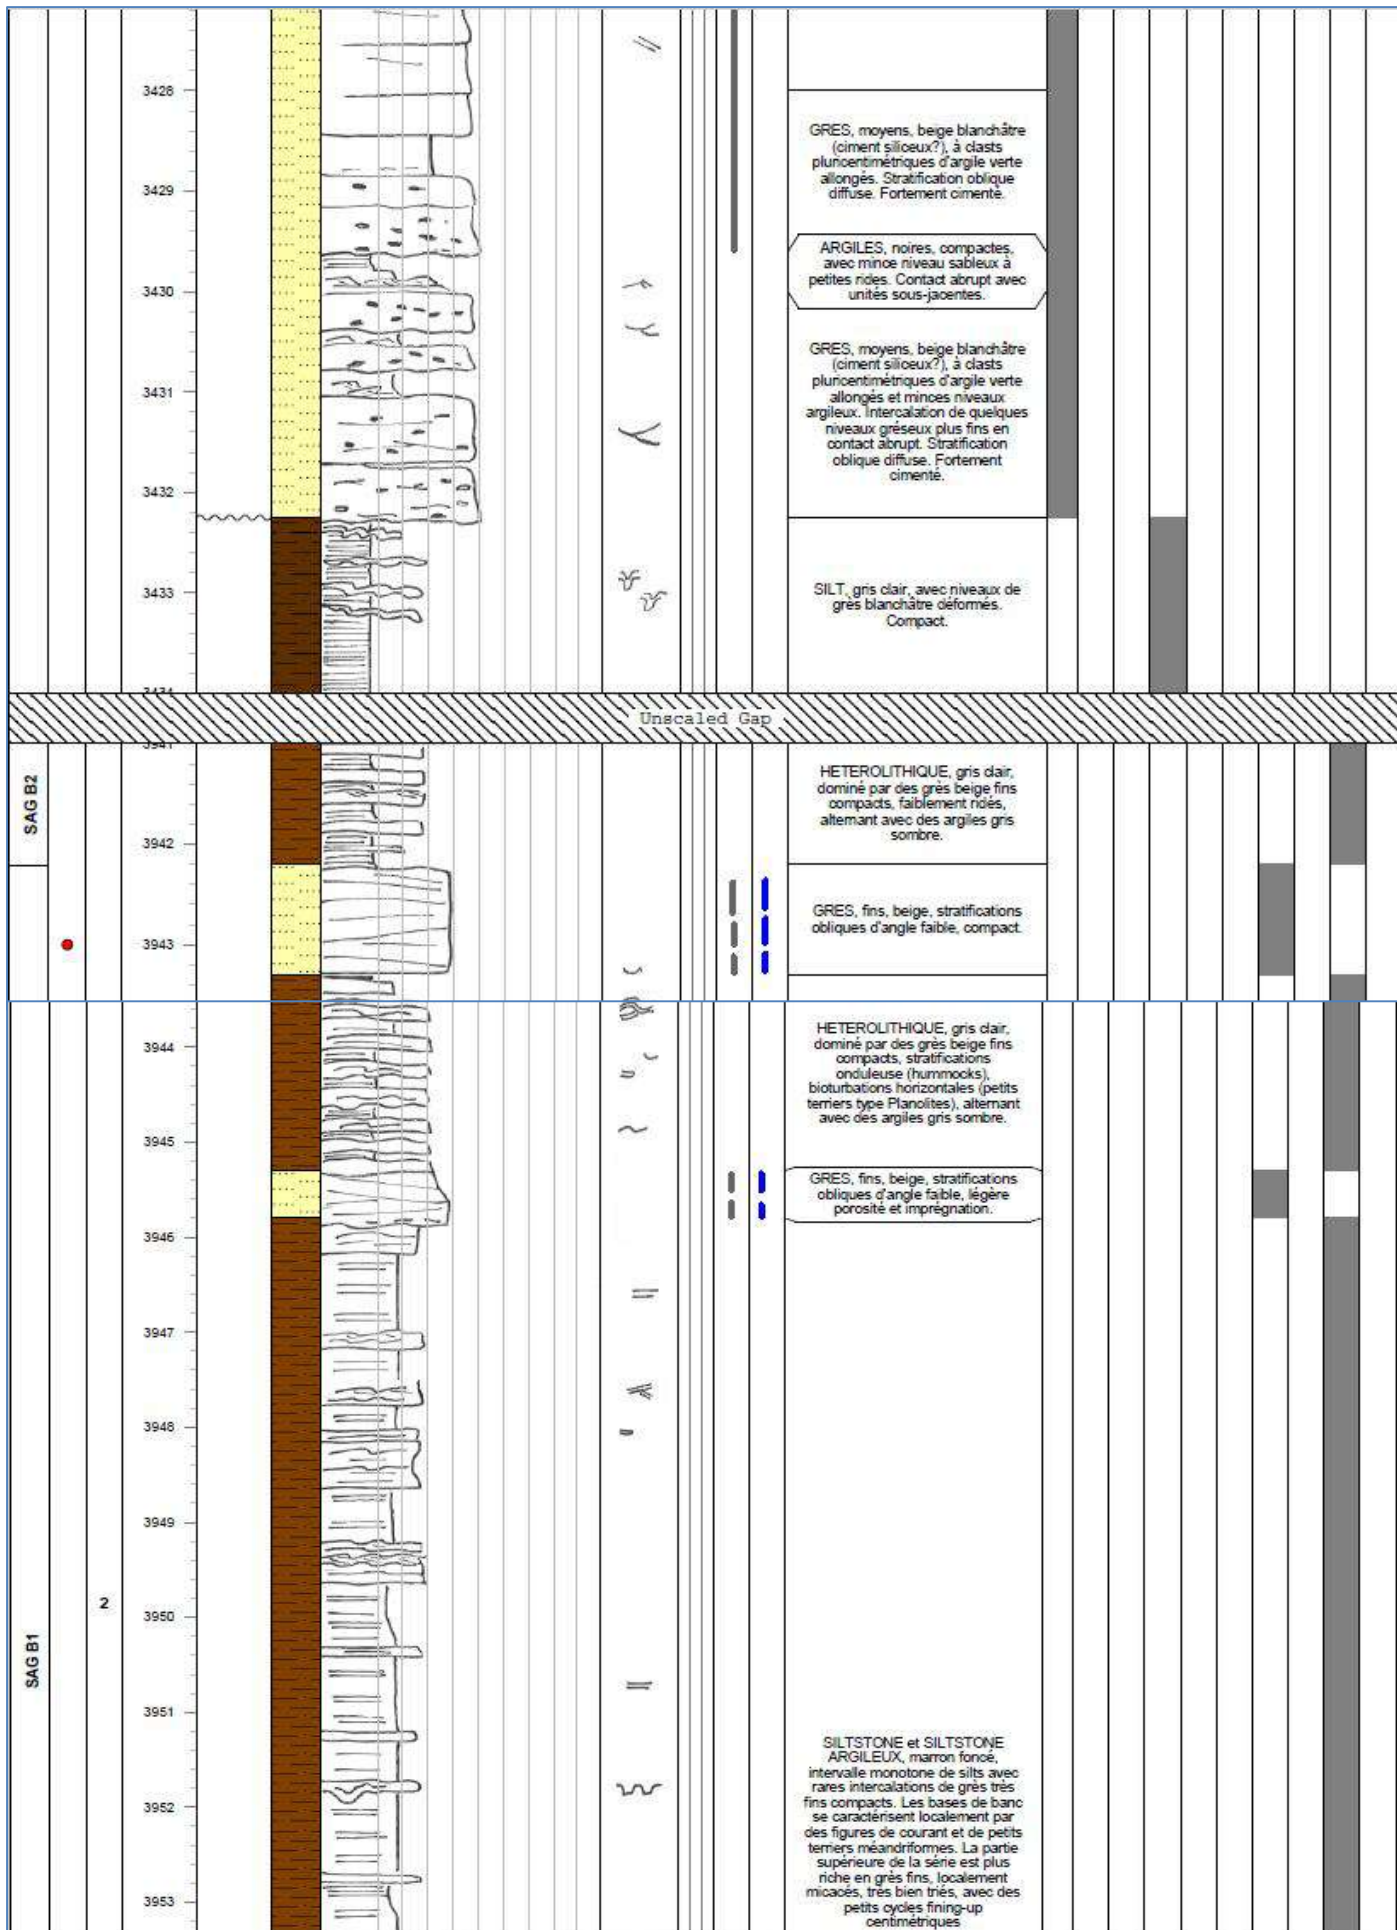 3428
GRES, moyens, beige blanchâtre
(ciment siliceux?), à clasts
pluricentimétriques d'argile verte
allongés. Stratification oblique
diffuse. Fortement cimenté.
3429
ARGILES, noires, compactes,
avec mince niveau sableux à
petites rides. Contact abrupt avec
unités sous-jacentes.
3430
GRES, moyens, beige blanchâtre
(ciment siliceux?), à clasts
pluricentimétriques d'argile verte
allongés et minces niveaux
argileux. Intercalation de quelques
niveaux gréseux plus fins en
contact abrupt. Stratification
oblique diffuse. Fortement
cimenté.
3431
3432
SILT, gris clair, avec niveaux de
grès blanchâtre déformés.
Compact.
3433
3434
Unscaled Gap
3941
SAG B2
HETEROLITHIQUE, gris clair,
dominé par des grès beige fins
compacts, faiblement ridés,
alternant avec des argiles gris
sombre.
3942
GRES, fins, beige, stratifications
obliques d'angle faible, compact.
3943
HETEROLITHIQUE, gris clair,
dominé par des grès beige fins
compacts, stratifications
onduleuse (hummocks),
bioturbations horizontales (petits
terriers type Planolites), alternant
avec des argiles gris sombre.
3944
3945
GRES, fins, beige, stratifications
obliques d'angle faible, légère
porosité et imprégnation.
3946
3947
3948
3949
2
3950
SAG B1
3951
SILTSTONE et SILTSTONE
ARGILEUX, marron foncé,
intervalle monotone de silts avec
rares intercalations de grès très
fins compacts. Les bases de banc
se caractérisent localement par
des figures de courant et de petits
terriers méandriformes. La partie
supérieure de la série est plus
riche en grès fins, localement
micacés, très bien triés, avec des
petits cycles fining-up
centimétriques
3952
3953